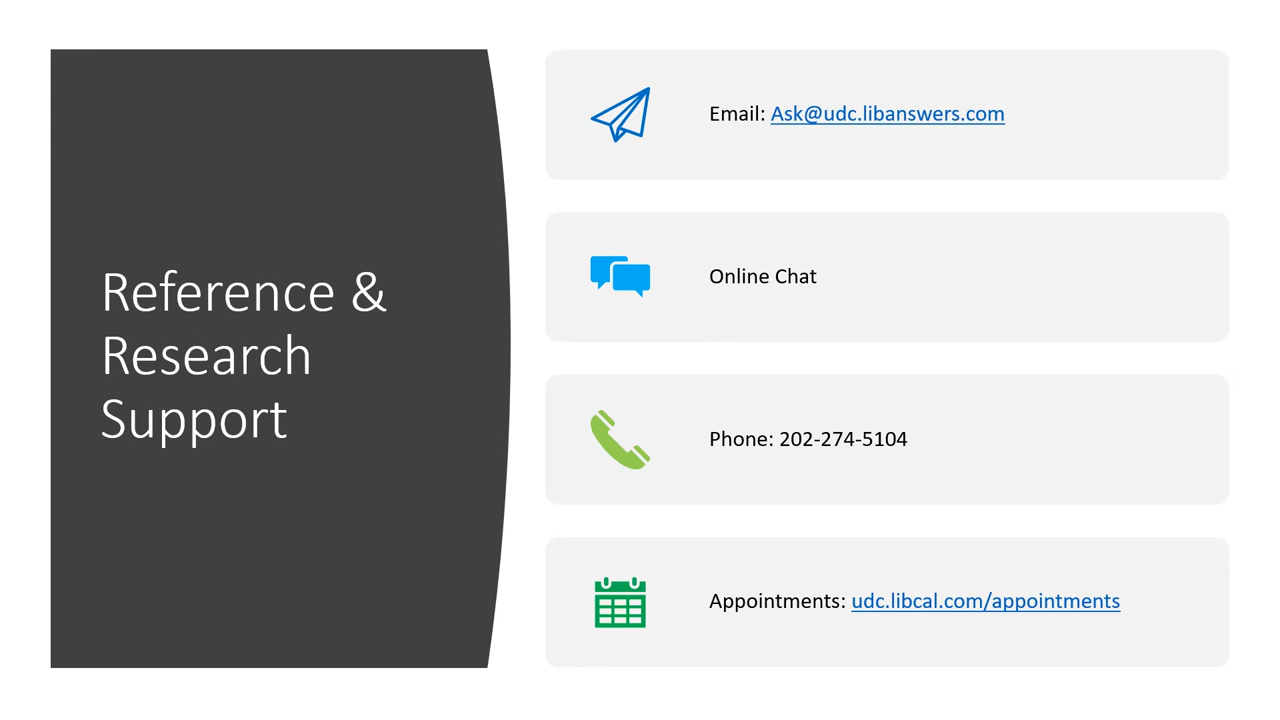 Reference &
Research
Support
Email: Ask@udc.libanswers.com
Online Chat
Phone: 202-274-5104
Appointments: udc.libcal.com/appointments